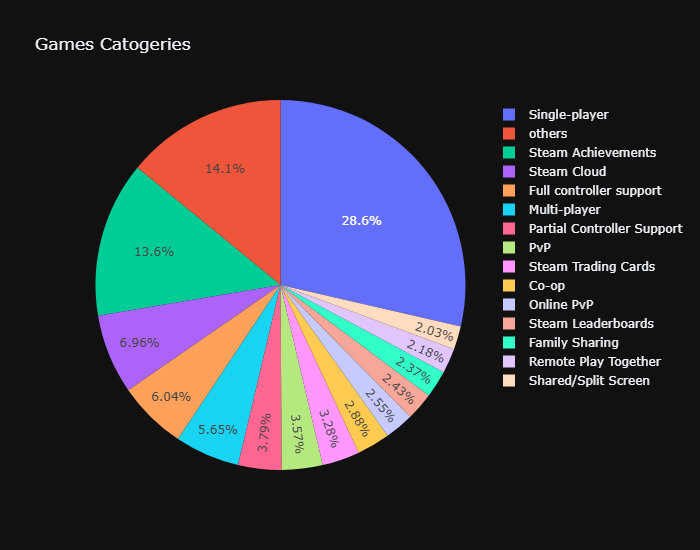 Games Catogeries
Single-player
others
Steam Achievements
Steam Cloud
Full controller support
Multi-player
Partial Controller Support
PvP
Steam Trading Cards
Co-op
Online PvP
Steam Leaderboards
Family Sharing
Remote Play Together
Shared/Split Screen
28.6%
14.1%
13.6%
6.96%
6.04%
5.65%
3.79%
3.57%
3.28%
2.88%
2.55%
2.43%
2.37%
2.18%
2.03%